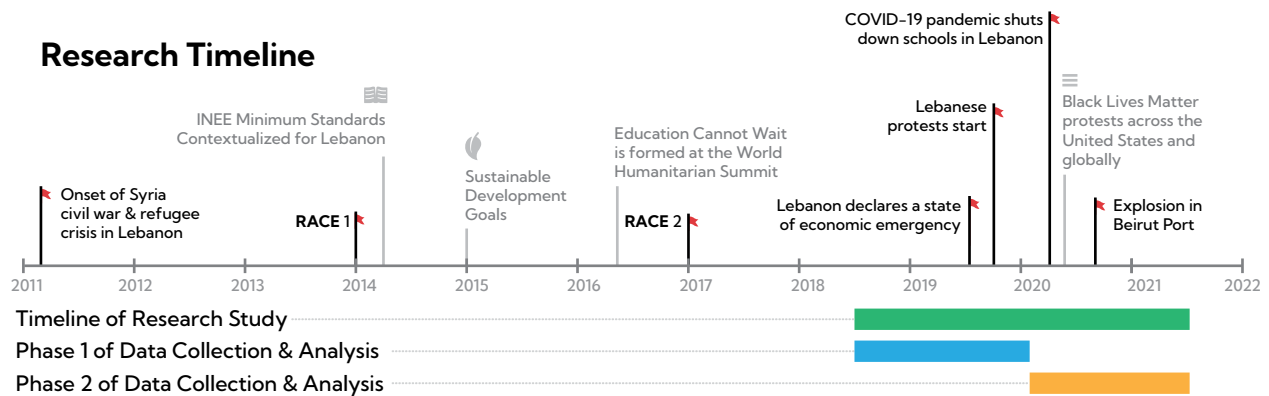 Research Timeline
COVID-19 pandemic shuts
down schools in Lebanon
INEE Minimum Standards
Contextualized for Lebanon
Education Cannot Wait
is formed at the World
Humanitarian Summit
Lebanese
protests start
Black Lives Matter
protests across the
United States and
globally
Onset of Syria
civil war & refugee
crisis in Lebanon
RACE 1
Sustainable
Development
Goals
RACE 2
Lebanon declares a state
of economic emergency
Explosion in
Beirut Port
2011 2012 2013 2014 2015 2016 2017 2018 2019 2020 2021 2022
Timeline of Research Study
Phase 1 of Data Collection & Analysis
Phase 2 of Data Collection & Analysis